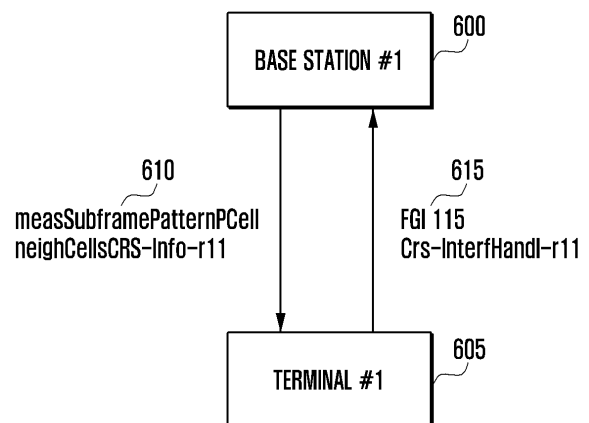 600
BASE STATION #1
610
measSubframePatternPCell
neighCellsCRS-Info-r11
615
FGI 115
Crs-InterfHandl-r11
605
TERMINAL #1